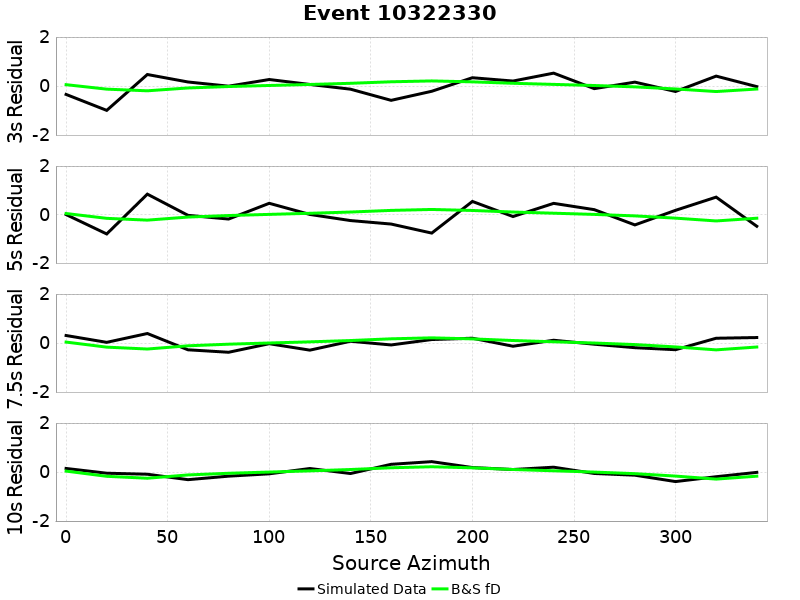 Event 10322330
3s Residual
2
0
-2
5s Residual
2
0
-2
7.5s Residual
2
0
-2
10s Residual
2
0
-2
0 50 100 150 200 250 300
Source Azimuth
Simulated Data B&S fD